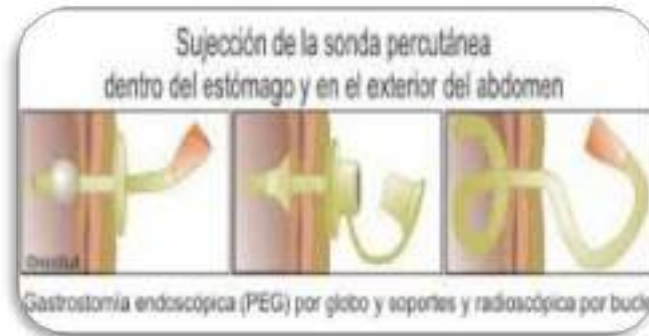 Sujección de la sonda percutánea
dentro del estómago y en el exterior del abdomen
Gastrostomía endoscópica (PEG) por globo y soportes y radioscópica por bucle